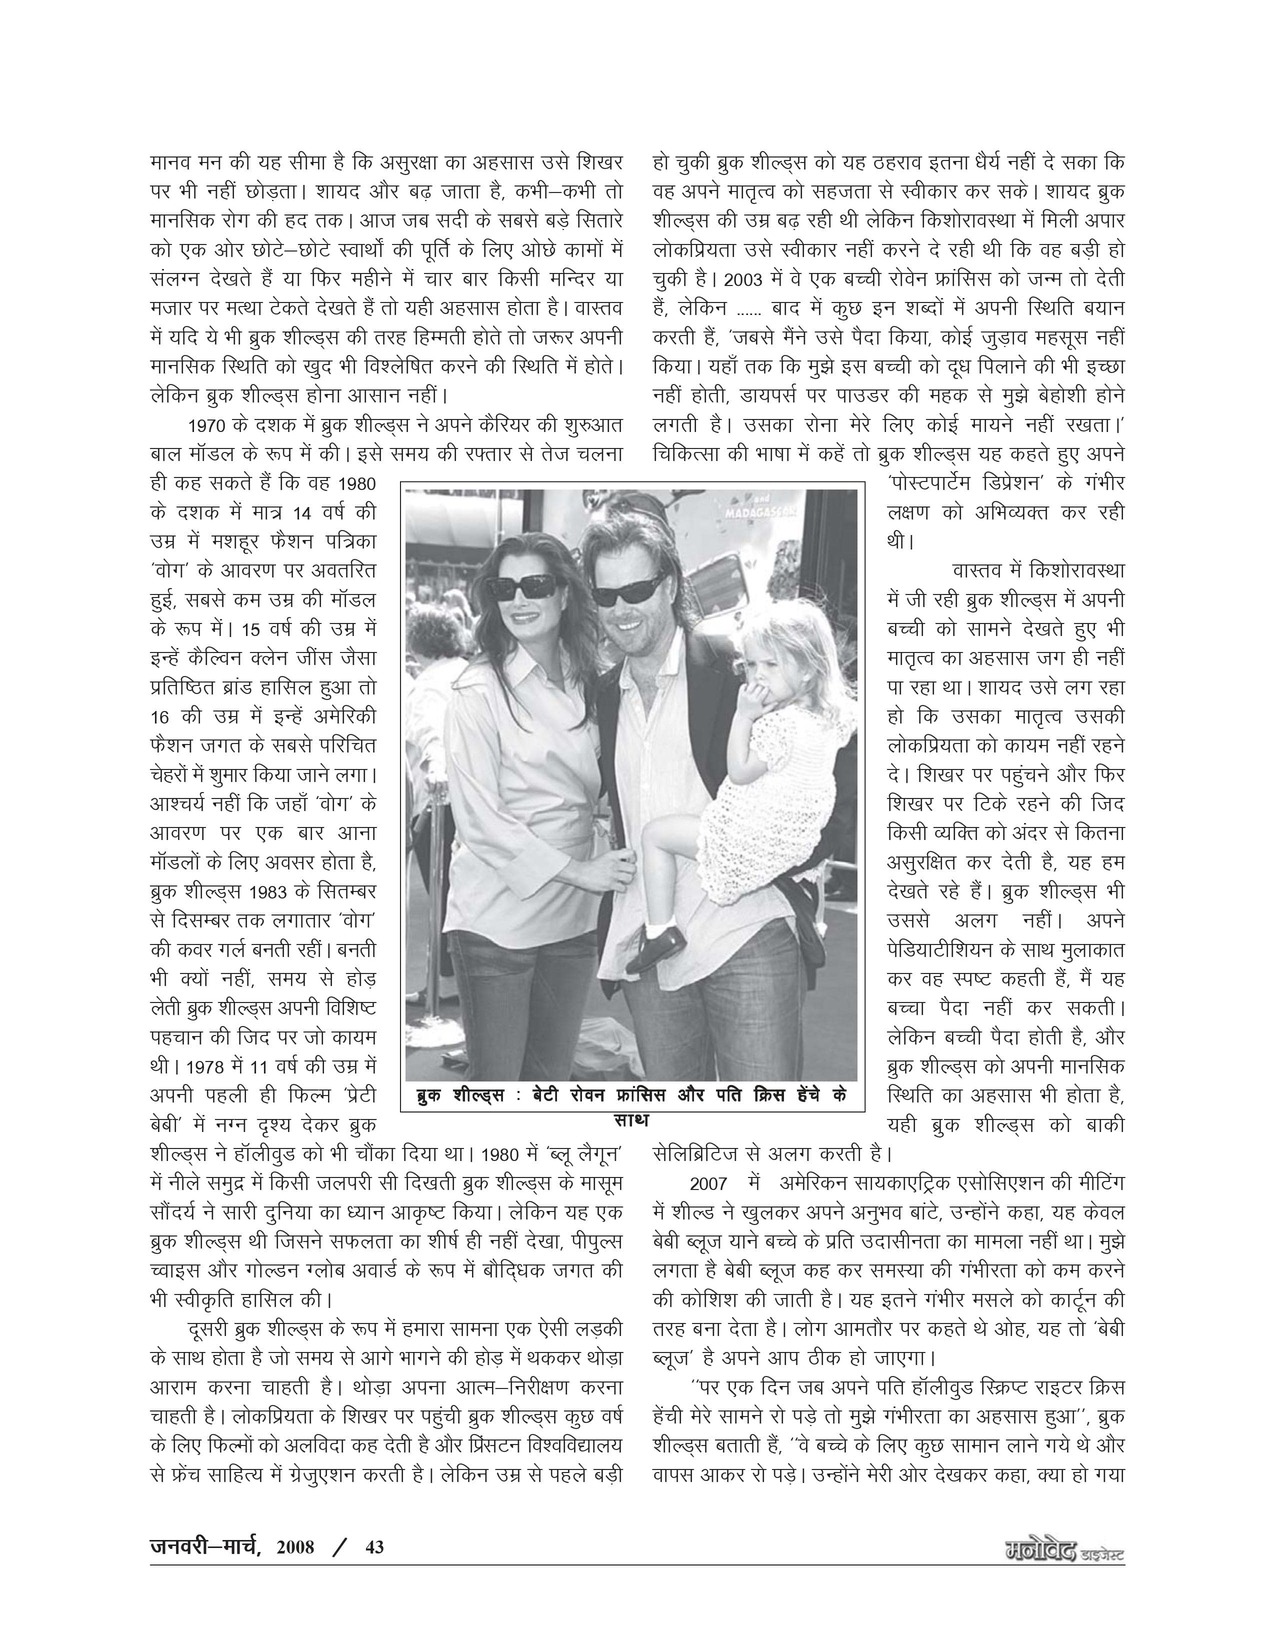 मानव मन की यह सीमा है कि असुरक्षा का अहसास उसे शिखर
पर भी नहीं छोड़ता। शायद और बढ़ जाता है, कभी–कभी तो
मानसिक रोग की हद तक। आज जब सदी के सबसे बड़े सितारे
को एक ओर छोटे–छोटे स्वार्थों की पूर्ति के लिए ओछे कामों में
संलग्न देखते हैं या फिर महीने में चार बार किसी मन्दिर या
मजार पर मत्था टेकते देखते हैं तो यही अहसास होता है। वास्तव
में यदि ये भी ब्रुक शील्ड्स की तरह हिम्मती होते तो जरूर अपनी
मानसिक स्थिति को खुद भी विश्लेषित करने की स्थिति में होते।
लेकिन ब्रुक शील्ड्स होना आसान नहीं।
1970 के दशक में ब्रुक शील्ड्स ने अपने कैरियर की शुरुआत
बाल मॉडल के रूप में की। इसे समय की रफ्तार से तेज चलना
ही कह सकते हैं कि वह 1980
के दशक में मात्र 14 वर्ष की
उम्र में मशहूर फैशन पत्रिका
'वोग' के आवरण पर अवतरित
हुई, सबसे कम उम्र की मॉडल
के रूप में। 15 वर्ष की उम्र में
इन्हें कैल्विन क्लेन जींस जैसा
प्रतिष्ठित ब्रांड हासिल हुआ तो
16 की उम्र में इन्हें अमेरिकी
फैशन जगत के सबसे परिचित
चेहरों में शुमार किया जाने लगा।
आश्चर्य नहीं कि जहाँ 'वोग' के
आवरण पर एक बार आना
मॉडलों के लिए अवसर होता है,
ब्रुक शील्ड्स 1983 के सितम्बर
से दिसम्बर तक लगातार 'वोग'
की कवर गर्ल बनती रहीं। बनती
भी क्यों नहीं, समय से होड़
लेती ब्रुक शील्ड्स अपनी विशिष्ट
पहचान की जिद पर जो कायम
थी। 1978 में 11 वर्ष की उम्र में
अपनी पहली ही फिल्म 'प्रेटी
बेबी' में नग्न दृश्य देकर ब्रुक
शील्ड्स ने हॉलीवुड को भी चौंका दिया था। 1980 में 'ब्लू लैगून'
में नीले समुद्र में किसी जलपरी सी दिखती ब्रुक शील्ड्स के मासूम
सौंदर्य ने सारी दुनिया का ध्यान आकृष्ट किया। लेकिन यह एक
ब्रुक शील्ड्स थी जिसने सफलता का शीर्ष ही नहीं देखा, पीपुल्स
च्वाइस और गोल्डन ग्लोब अवार्ड के रूप में बौद्धिक जगत की
भी स्वीकृति हासिल की।
दूसरी ब्रुक शील्ड्स के रूप में हमारा सामना एक ऐसी लड़की
के साथ होता है जो समय से आगे भागने की होड़ में थककर थोड़ा
आराम करना चाहती है। थोड़ा अपना आत्म–निरीक्षण करना
चाहती है। लोकप्रियता के शिखर पर पहुंची ब्रुक शील्ड्स कुछ वर्ष
के लिए फिल्मों को अलविदा कह देती है और प्रिंसटन विश्वविद्यालय
से फ्रेंच साहित्य में ग्रेजुएशन करती है। लेकिन उम्र से पहले बड़ी
MADAGASCAR
ब्रुक शील्ड्स : बेटी रोवन फ्रांसिस और पति क्रिस हेंचे के
साथ
हो चुकी ब्रुक शील्ड्स को यह ठहराव इतना धैर्य नहीं दे सका कि
वह अपने मातृत्व को सहजता से स्वीकार कर सके। शायद ब्रुक
शील्ड्स की उम्र बढ़ रही थी लेकिन किशोरावस्था में मिली अपार
लोकप्रियता उसे स्वीकार नहीं करने दे रही थी कि वह बड़ी हो
चुकी है। 2003 में वे एक बच्ची रोवेन फ्रांसिस को जन्म तो देती
हैं, लेकिन ...... बाद में कुछ इन शब्दों में अपनी स्थिति बयान
करती हैं, 'जबसे मैंने उसे पैदा किया, कोई जुड़ाव महसूस नहीं
किया। यहाँ तक कि मुझे इस बच्ची को दूध पिलाने की भी इच्छा
नहीं होती, डायपर्स पर पाउडर की महक से मुझे बेहोशी होने
लगती है। उसका रोना मेरे लिए कोई मायने नहीं रखता।'
चिकित्सा की भाषा में कहें तो ब्रुक शील्ड्स यह कहते हुए अपने
'पोस्टपार्टेम डिप्रेशन' के गंभीर
लक्षण को अभिव्यक्त कर रही
थी।
वास्तव में किशोरावस्था
में जी रही ब्रुक शील्ड्स में अपनी
बच्ची को सामने देखते हुए भी
मातृत्व का अहसास जग ही नहीं
पा रहा था। शायद उसे लग रहा
हो कि उसका मातृत्व उसकी
लोकप्रियता को कायम नहीं रहने
दे। शिखर पर पहुंचने और फिर
शिखर पर टिके रहने की जिद
किसी व्यक्ति को अंदर से कितना
असुरक्षित कर देती है, यह हम
देखते रहे हैं। ब्रुक शील्ड्स भी
उससे अलग नहीं। अपने
पेडियाटीशियन के साथ मुलाकात
कर वह स्पष्ट कहती हैं, मैं यह
बच्चा पैदा नहीं कर सकती।
लेकिन बच्ची पैदा होती है, और
ब्रुक शील्ड्स को अपनी मानसिक
स्थिति का अहसास भी होता है,
यही ब्रुक शील्ड्स को बाकी
सेलिब्रिटिज से अलग करती है।
2007 में अमेरिकन सायकाएट्रिक एसोसिएशन की मीटिंग
में शील्ड ने खुलकर अपने अनुभव बांटे, उन्होंने कहा, यह केवल
बेबी ब्लूज याने बच्चे के प्रति उदासीनता का मामला नहीं था। मुझे
लगता है बेबी ब्लूज कह कर समस्या की गंभीरता को कम करने
की कोशिश की जाती है। यह इतने गंभीर मसले को कार्टून की
तरह बना देता है। लोग आमतौर पर कहते थे ओह, यह तो 'बेबी
ब्लूज' है अपने आप ठीक हो जाएगा।
''पर एक दिन जब अपने पति हॉलीवुड स्क्रिप्ट राइटर क्रिस
हेंची मेरे सामने रो पड़े तो मुझे गंभीरता का अहसास हुआ'', ब्रुक
शील्ड्स बताती हैं, ''वे बच्चे के लिए कुछ सामान लाने गये थे और
वापस आकर रो पड़े। उन्होंने मेरी ओर देखकर कहा, क्या हो गया
जनवरी–मार्च, 2008 / 43
मनोवेद डाइजेस्ट